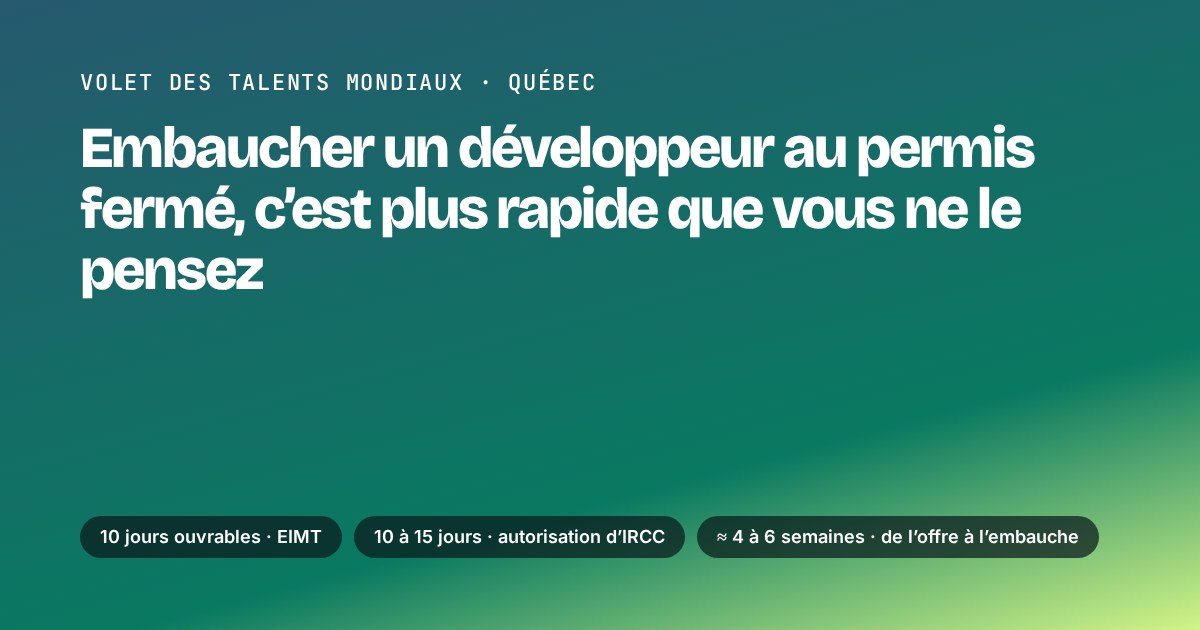 VOLET DES TALENTS MONDIAUX · QUÉBEC
Embaucher un développeur au permis
fermé, c’est plus rapide que vous ne le
pensez
10 jours ouvrables · EIMT
10 à 15 jours · autorisation d’IRCC
≈ 4 à 6 semaines · de l’offre à l’embauche